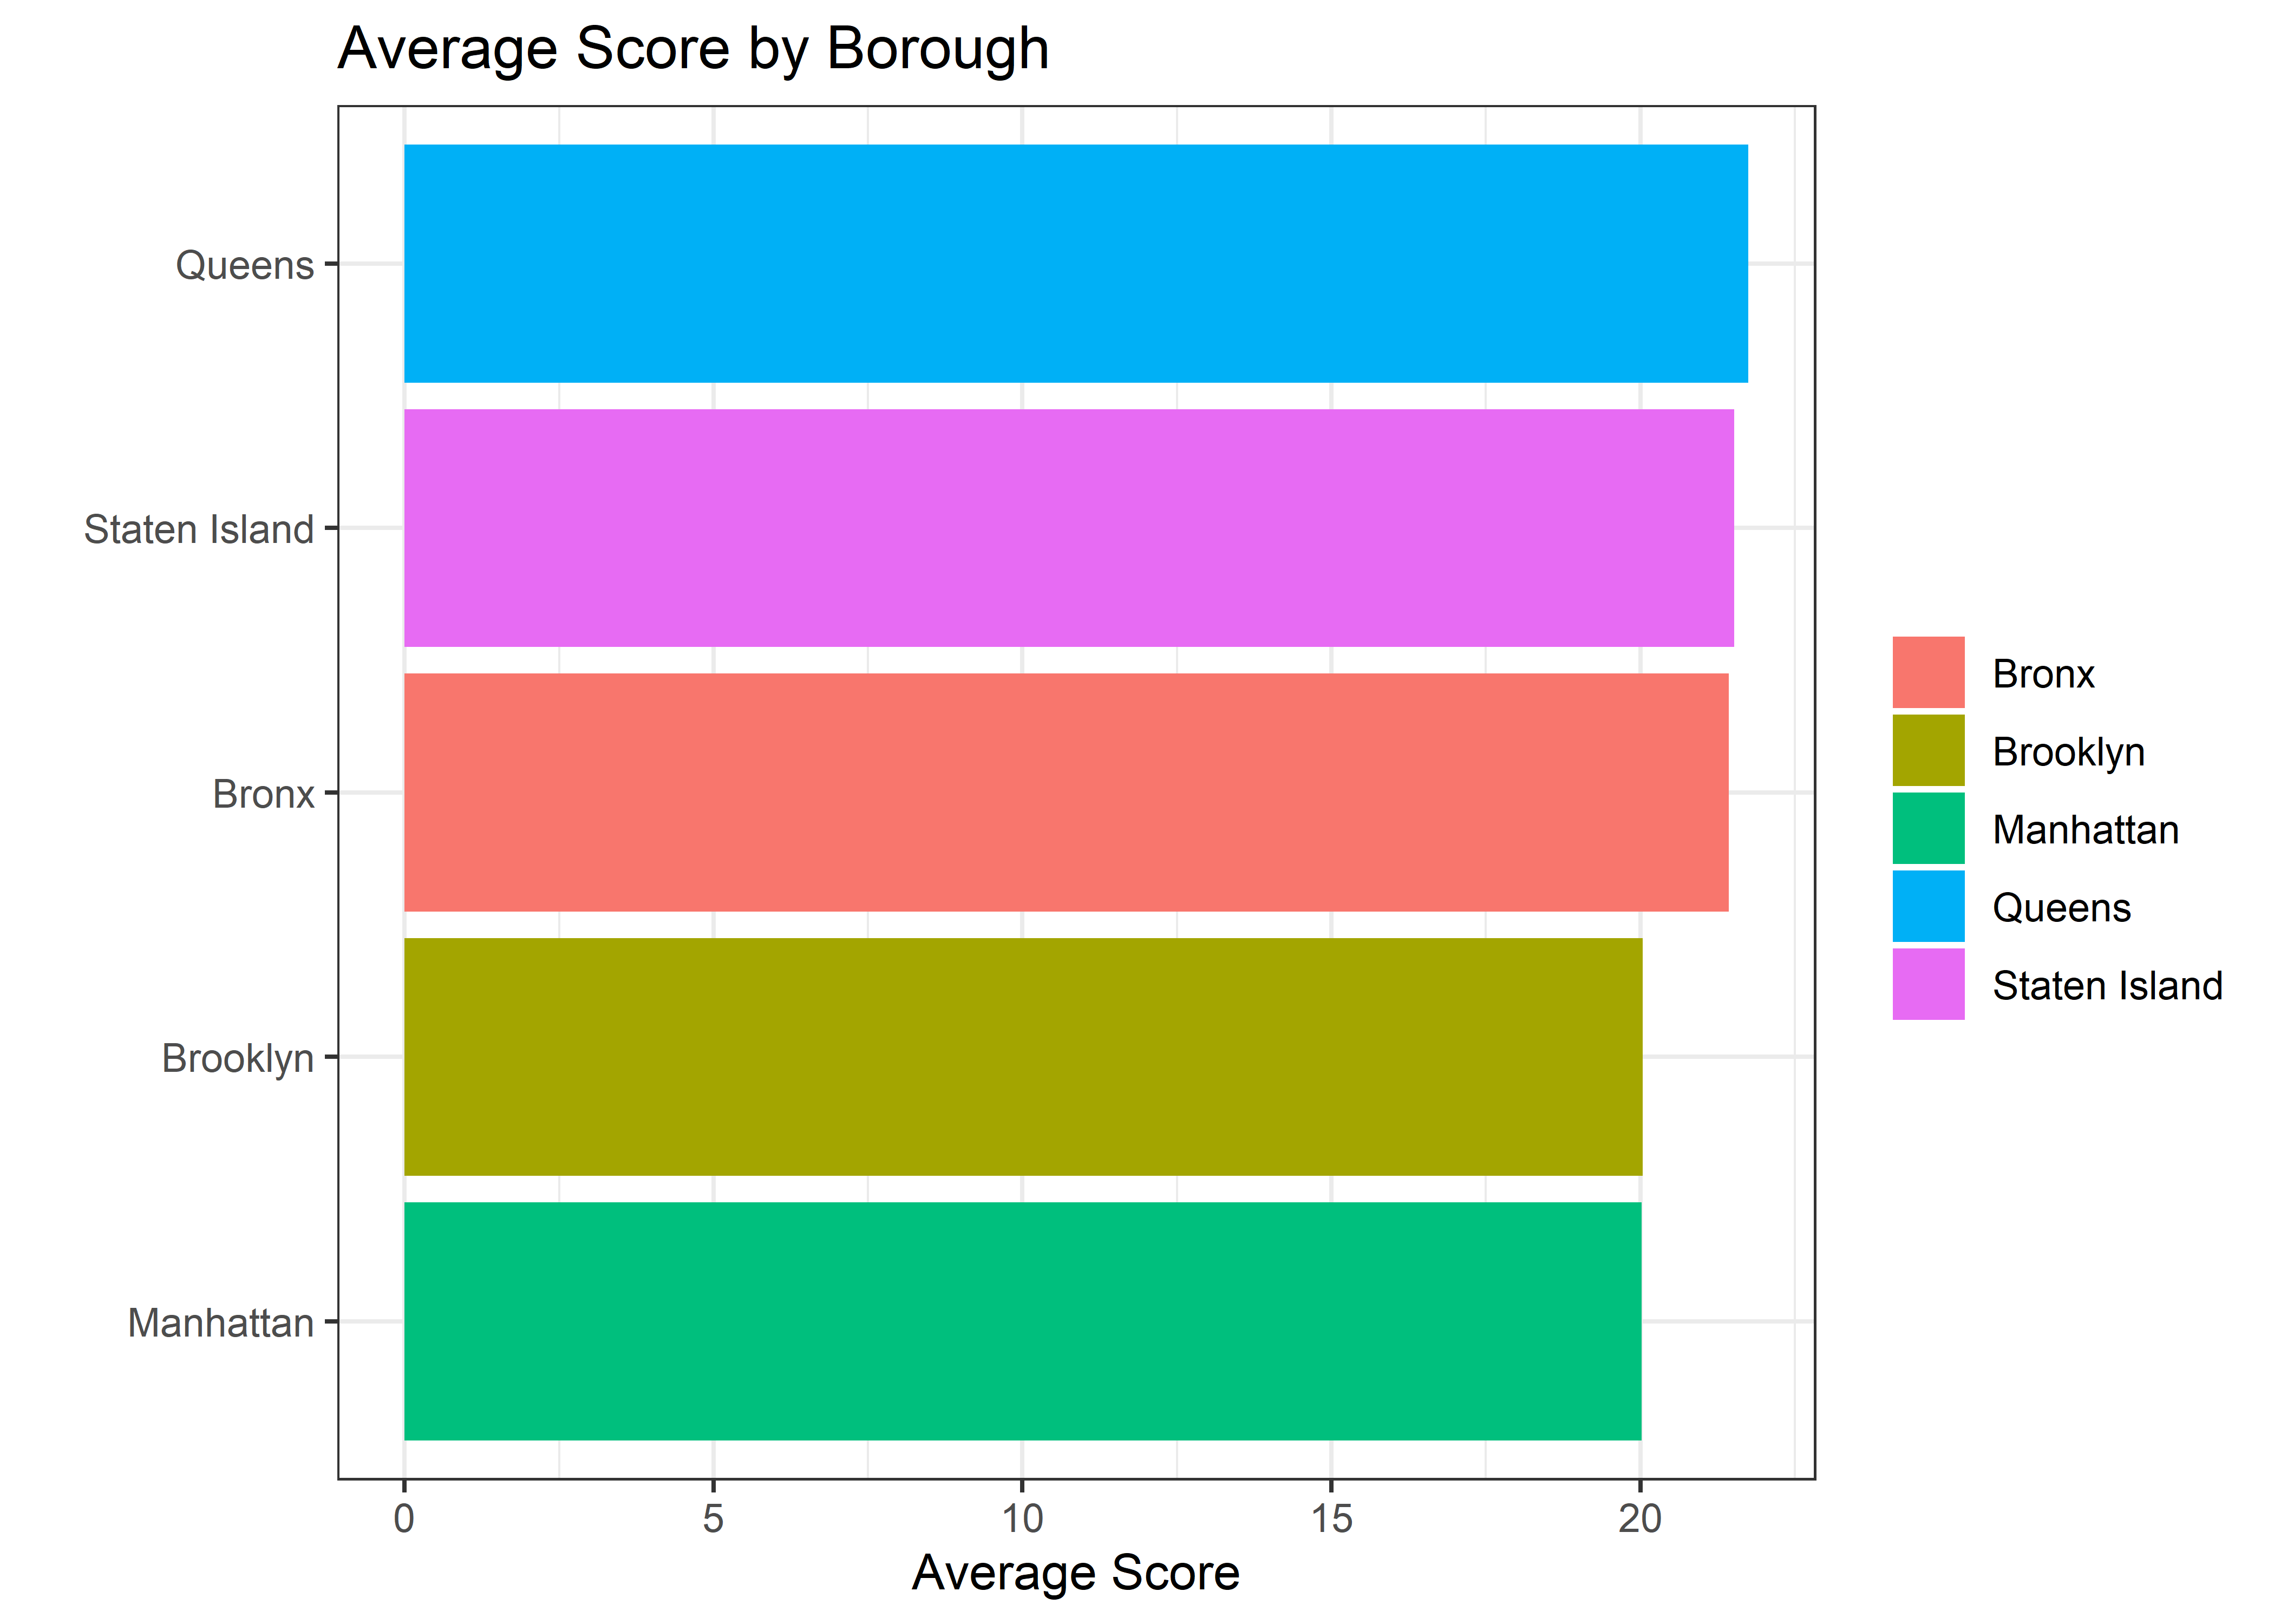 Average Score by Borough
Queens
Staten Island
Bronx
Brooklyn
Manhattan
0 5 10 15 20
Average Score
Bronx
Brooklyn
Manhattan
Queens
Staten Island